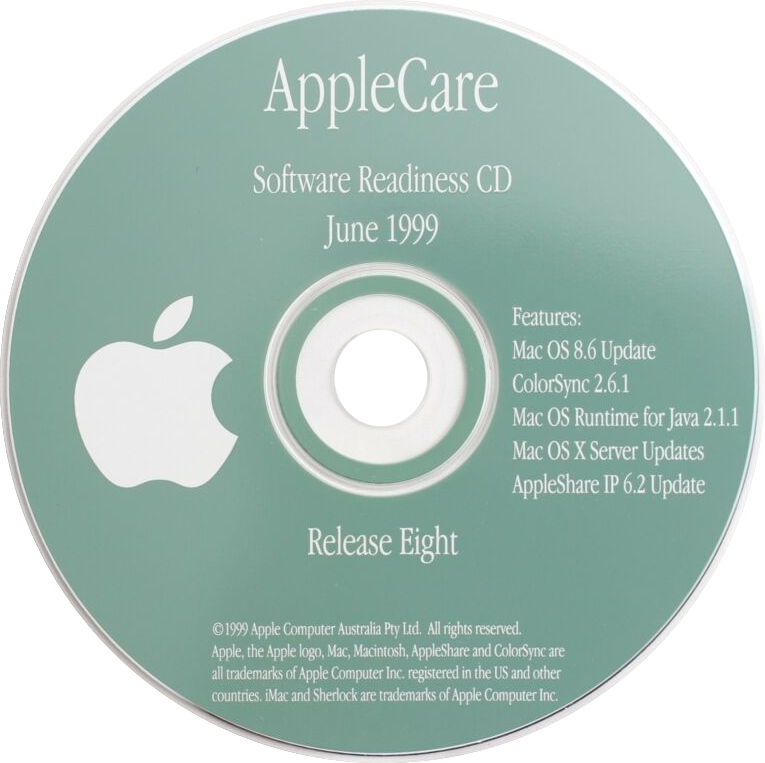 AppleCare
Software Readiness CD
June 1999
Features:
Mac OS 8.6 Update
ColorSync 2.6.1
Mac OS Runtime for Java 2.1.1
Mac OS X Server Updates
AppleShare IP 6.2 Update
Release Eight
©1999 Apple Computer Australia Pty Ltd. All rights reserved.
Apple, the Apple logo, Mac, Macintosh, AppleShare and ColorSync are
all trademarks of Apple Computer Inc. registered in the US and other
countries. iMac and Sherlock are trademarks of Apple Computer Inc.